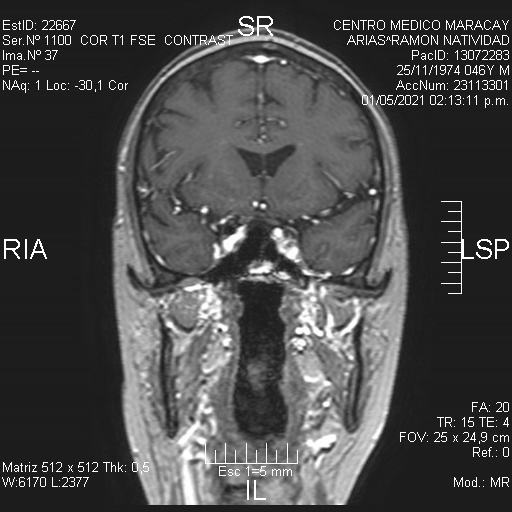 EstID: 22667
Ser.Nº 1100 COR T1 FSE CONTRAST
Ima.Nº 37
PE= --
NAq: 1 Loc: -30,1 Cor
SR
CENTRO MEDICO MARACAY
ARIAS^RAMON NATIVIDAD
PacID: 13072283
25/11/1974 046Y M
AccNum: 23113301
01/05/2021 02:13:11 p.m.
RIA
LSP
FA: 20
TR: 15 TE: 4
FOV: 25 x 24,9 cm
Ref.: 0
Mod.: MR
Matriz 512 x 512 Thk: 0,5
W:6170 L:2377
Esc 1=5 mm
IL